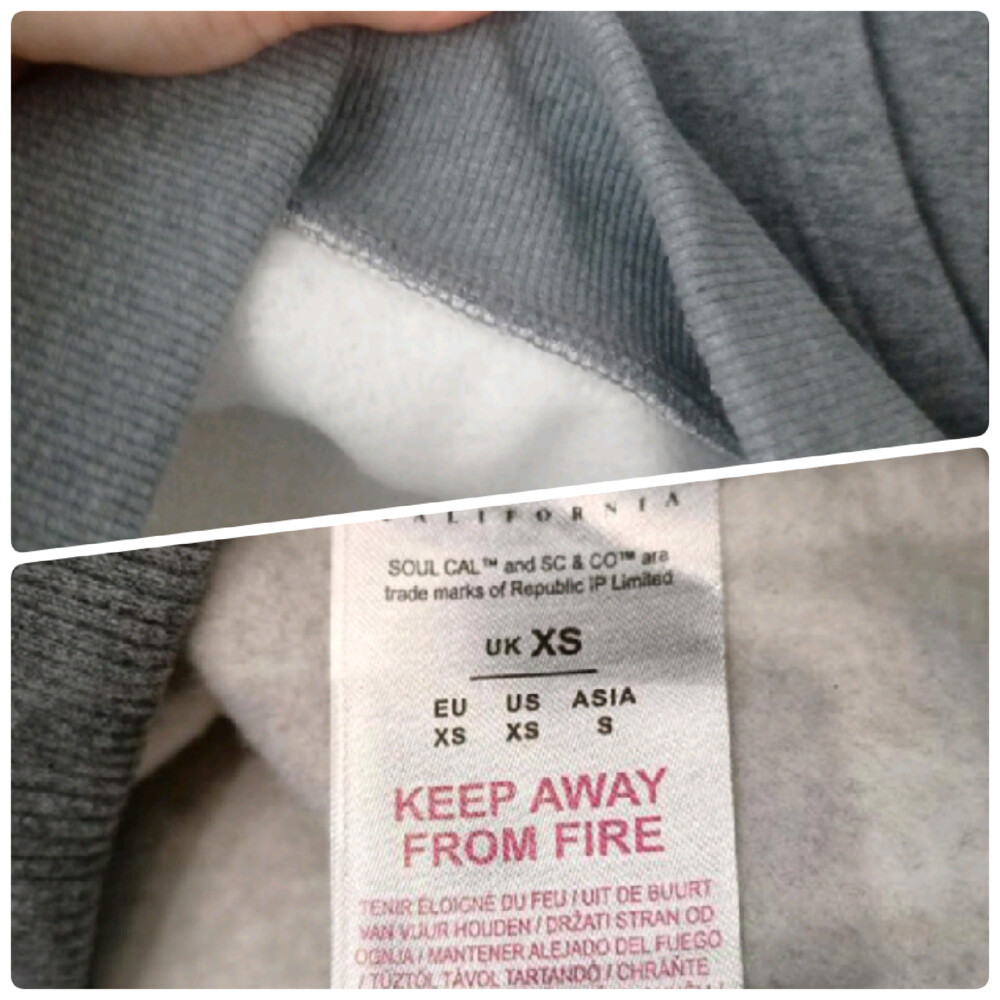 CALIFORNIA
SOUL CAL™ and SC & CO™ are
trade marks of Republic IP Limited
UK XS
EU US ASIA
XS XS S
KEEP AWAY
FROM FIRE
TENIR ÉLOIGNÉ DU FEU / UIT DE BUURT
VAN VUUR HOUDEN / DRŽATI STRAN OD
OGNJA / MANTENER ALEJADO DEL FUEGO
/ TŰZTŐL TÁVOL TARTANDÓ / CHRAŇTE